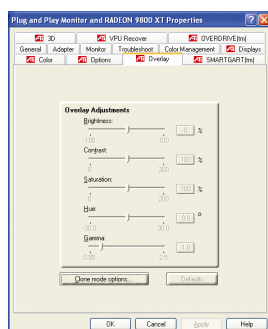 Plug and Play Monitor and RADEON 9800 XT Properties
3D VPU Recover OVERDRIVE(tm)
General Adapter Monitor Troubleshoot Color Management Displays
Color Options Overlay SMARTGART(tm)
Overlay Adjustments
Brightness:
0 %
-100 100
Contrast:
100 %
0 200
Saturation:
100 %
0 200
Hue:
0.0 °
-30.0 30.0
Gamma:
1.0
0.05 2.5
Clone mode options... Defaults
OK Cancel Apply Help